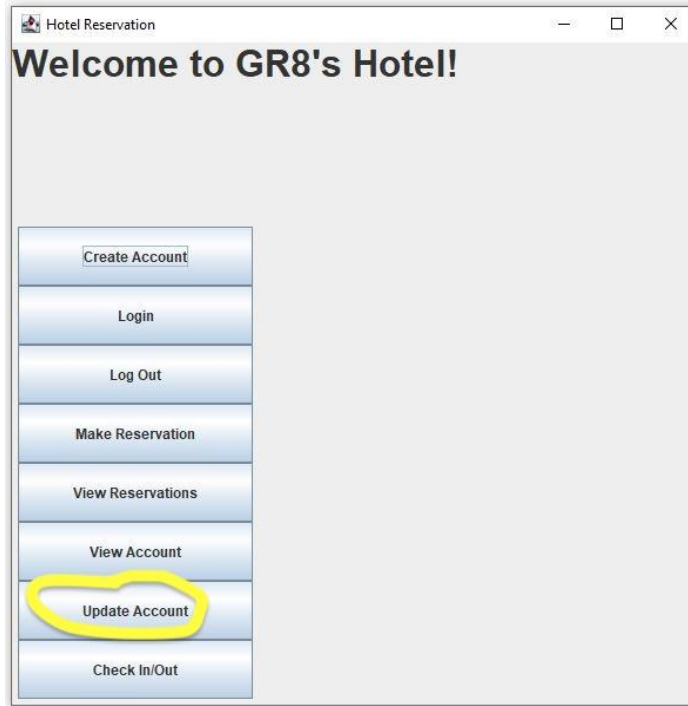 Hotel Reservation
Welcome to GR8's Hotel!
Create Account
Login
Log Out
Make Reservation
View Reservations
View Account
Update Account
Check In/Out